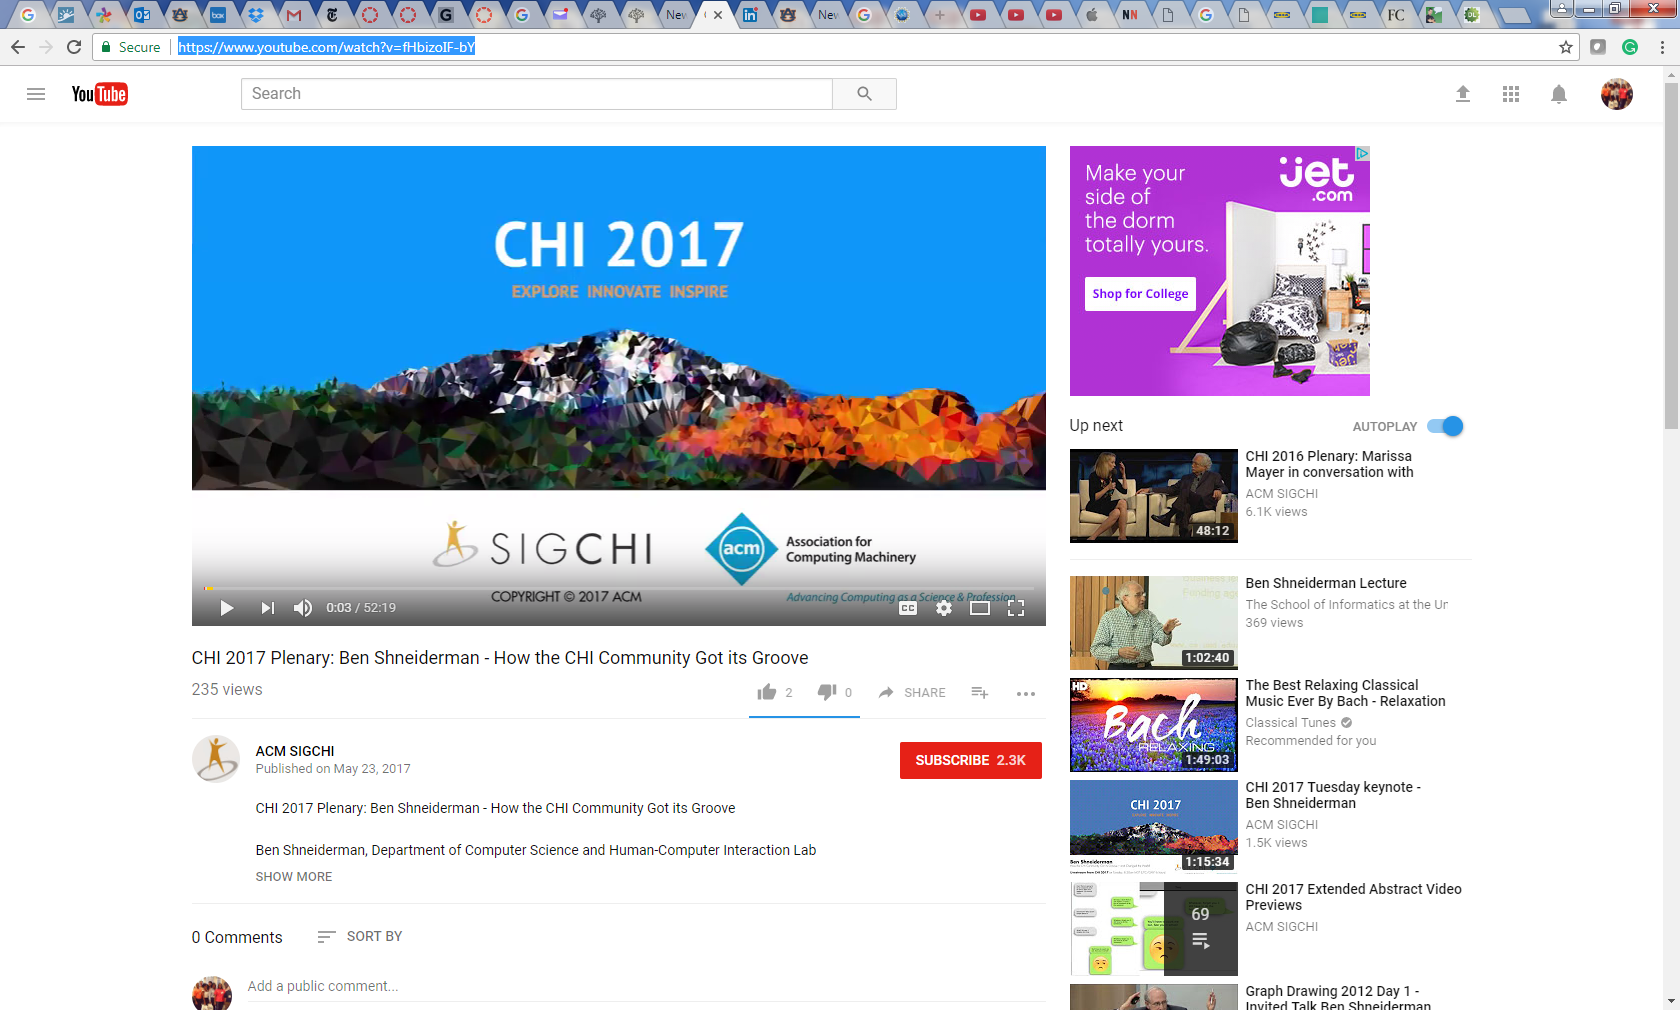 New
New
NN
FC
Secure
https://www.youtube.com/watch?v=fHbizoIF-bY
YouTube
Search
CHI 2017
EXPLORE INNOVATE INSPIRE
SIGCHI
acm
Association for
Computing Machinery
COPYRIGHT © 2017 ACM
Advancing Computing as a Science & Profession
0:03 / 52:19
CC
CHI 2017 Plenary: Ben Shneiderman - How the CHI Community Got its Groove
235 views
2
0
SHARE
ACM SIGCHI
Published on May 23, 2017
SUBSCRIBE 2.3K
CHI 2017 Plenary: Ben Shneiderman - How the CHI Community Got its Groove
Ben Shneiderman, Department of Computer Science and Human-Computer Interaction Lab
SHOW MORE
0 Comments
SORT BY
Add a public comment...
Make your
side of
the dorm
totally yours.
jet
.com
Shop for College
Up next
AUTOPLAY
48:12
CHI 2016 Plenary: Marissa
Mayer in conversation with
ACM SIGCHI
6.1K views
1:02:40
Ben Shneiderman Lecture
The School of Informatics at the Un
369 views
HD
Bach
RELAXING
1:49:03
The Best Relaxing Classical
Music Ever By Bach - Relaxation
Classical Tunes
Recommended for you
CHI 2017
Ben Shneiderman
1:15:34
CHI 2017 Tuesday keynote -
Ben Shneiderman
ACM SIGCHI
1.5K views
69
CHI 2017 Extended Abstract Video
Previews
ACM SIGCHI
Graph Drawing 2012 Day 1 -
Invited Talk Ben Shneiderman